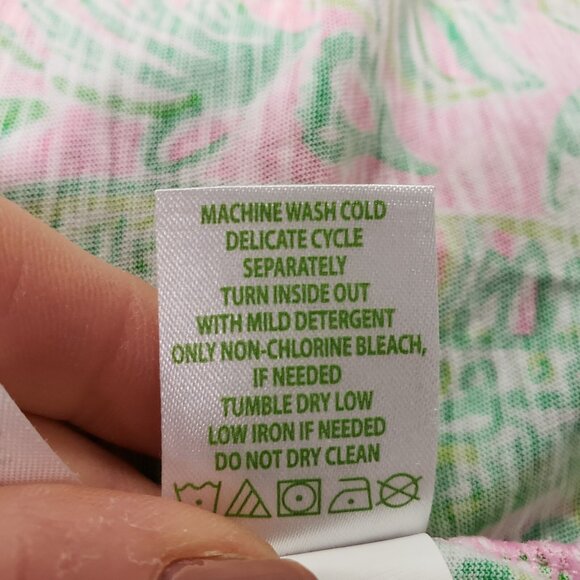 MACHINE WASH COLD
DELICATE CYCLE
SEPARATELY
TURN INSIDE OUT
WITH MILD DETERGENT
ONLY NON-CHLORINE BLEACH,
IF NEEDED
TUMBLE DRY LOW
LOW IRON IF NEEDED
DO NOT DRY CLEAN